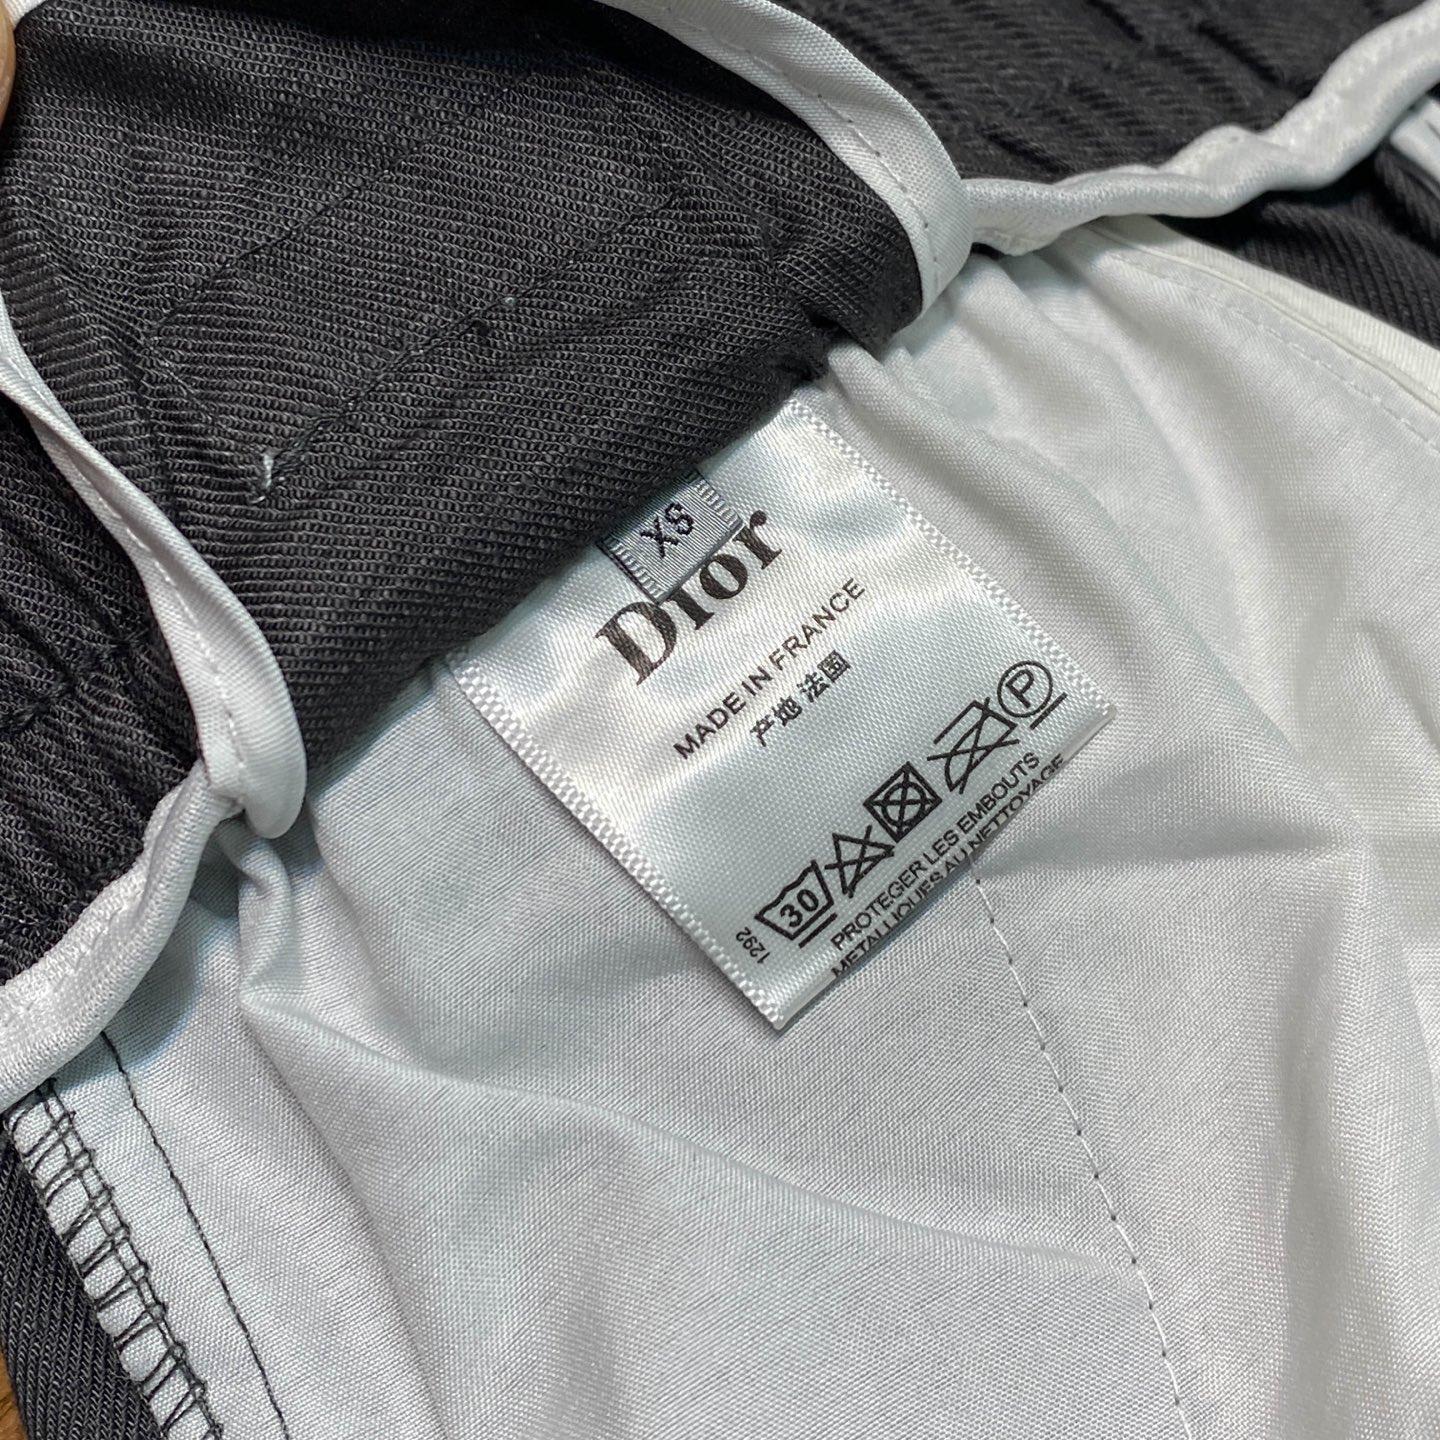 XS
Dior
MADE IN FRANCE
产地 法国
30
P
PROTEGER LES EMBOUTS
METALLIQUES AU NETTOYAGE
1292